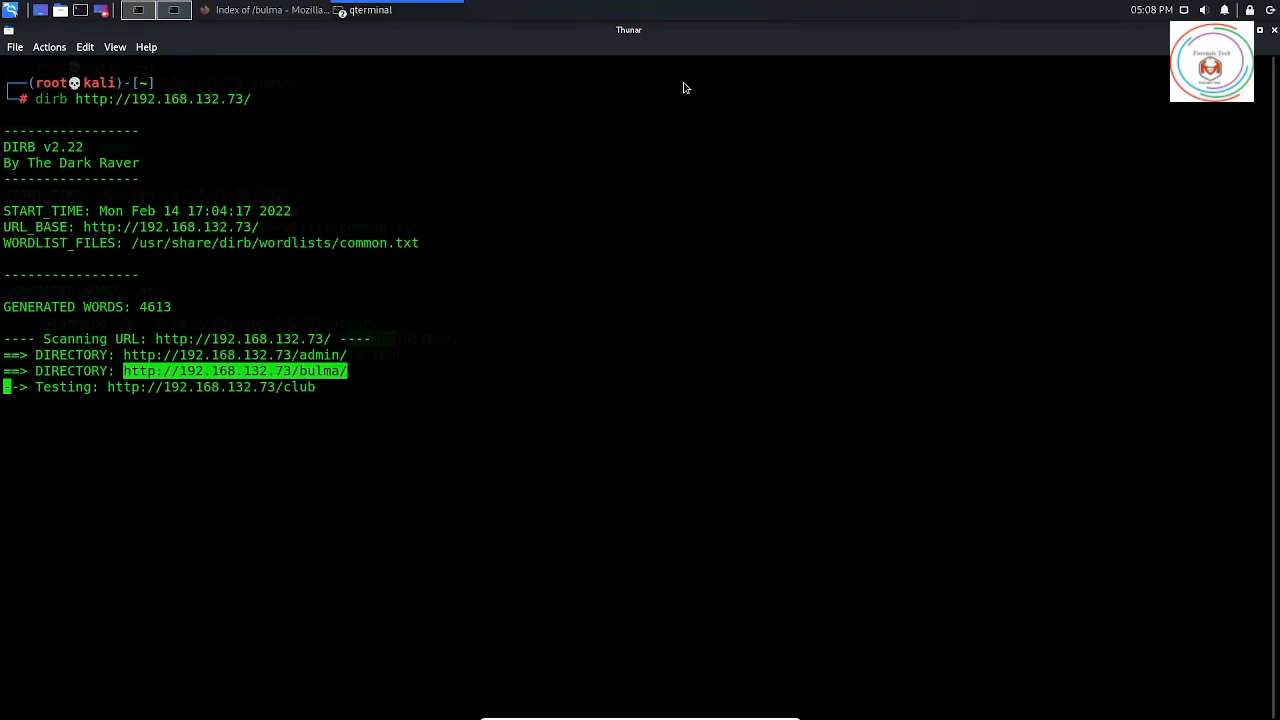 Index of /bulma – Mozilla...
2
qterminal
05:08 PM
Thunar
File Actions Edit View Help
Forensic Tech
┌──(root💀kali)-[~]
└─# dirb http://192.168.132.73/
-----------------
DIRB v2.22
By The Dark Raver
-----------------
START_TIME: Mon Feb 14 17:04:17 2022
URL_BASE: http://192.168.132.73/
WORDLIST_FILES: /usr/share/dirb/wordlists/common.txt
-----------------
GENERATED WORDS: 4613
---- Scanning URL: http://192.168.132.73/ ----
==> DIRECTORY: http://192.168.132.73/admin/
==> DIRECTORY: http://192.168.132.73/bulma/
--> Testing: http://192.168.132.73/club